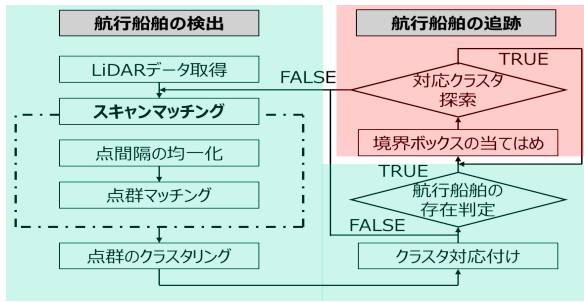 航行船舶の検出
LiDARデータ取得
スキャンマッチング
点間隔の均一化
点群マッチング
点群のクラスタリング
航行船舶の追跡
TRUE
FALSE
対応クラスタ
探索
境界ボックスの当てはめ
TRUE
航行船舶の
存在判定
FALSE
クラスタ対応付け